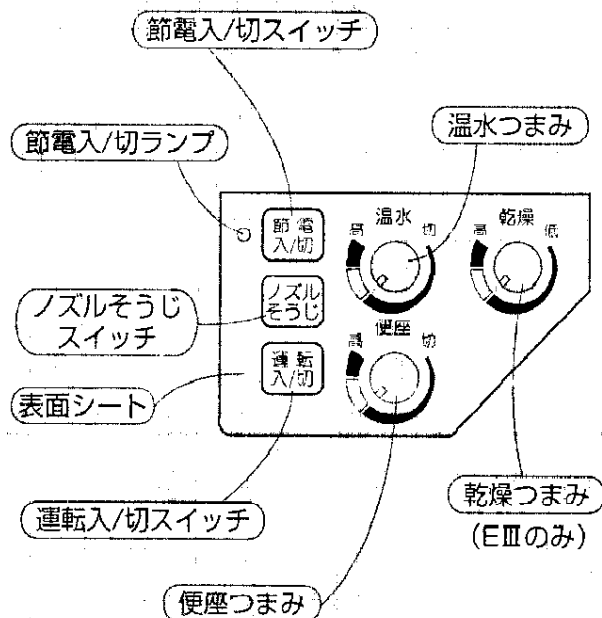 節電入/切スイッチ
節電入/切ランプ
温水つまみ
節電
入/切
温水
高
切
乾燥
高
低
ノズル
そうじ
ノズルそうじ
スイッチ
便座
高
切
運転
入/切
表面シート
運転入/切スイッチ
乾燥つまみ
(EⅢのみ)
便座つまみ